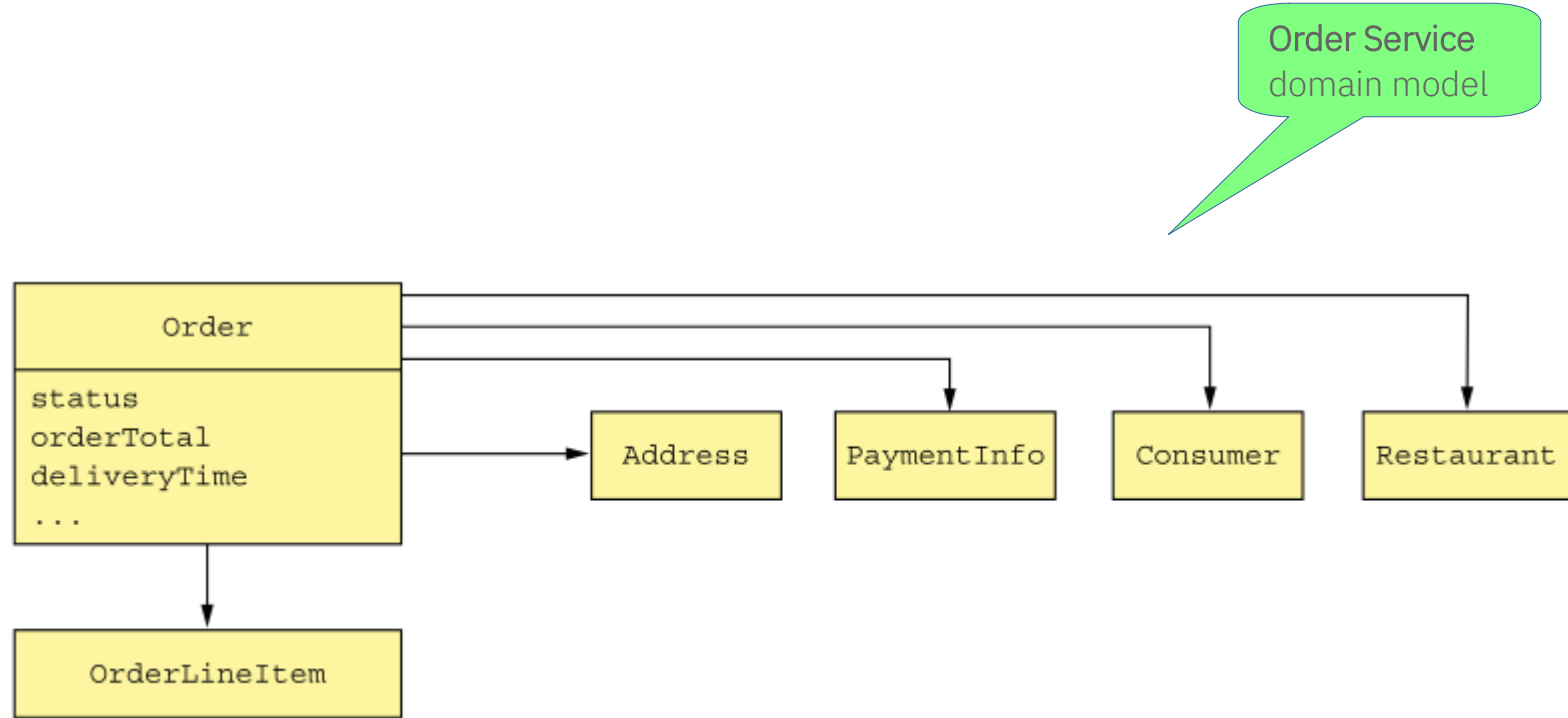 Order Service
domain model
Order
status
orderTotal
deliveryTime
...
Address
PaymentInfo
Consumer
Restaurant
OrderLineItem